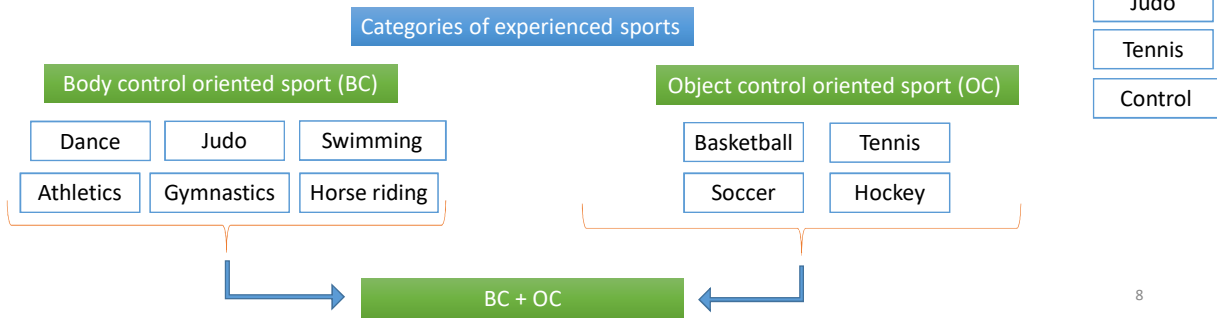 Categories of experienced sports
Judo
Tennis
Control
Body control oriented sport (BC)
Object control oriented sport (OC)
Dance
Judo
Swimming
Athletics
Gymnastics
Horse riding
Basketball
Tennis
Soccer
Hockey
BC + OC
8